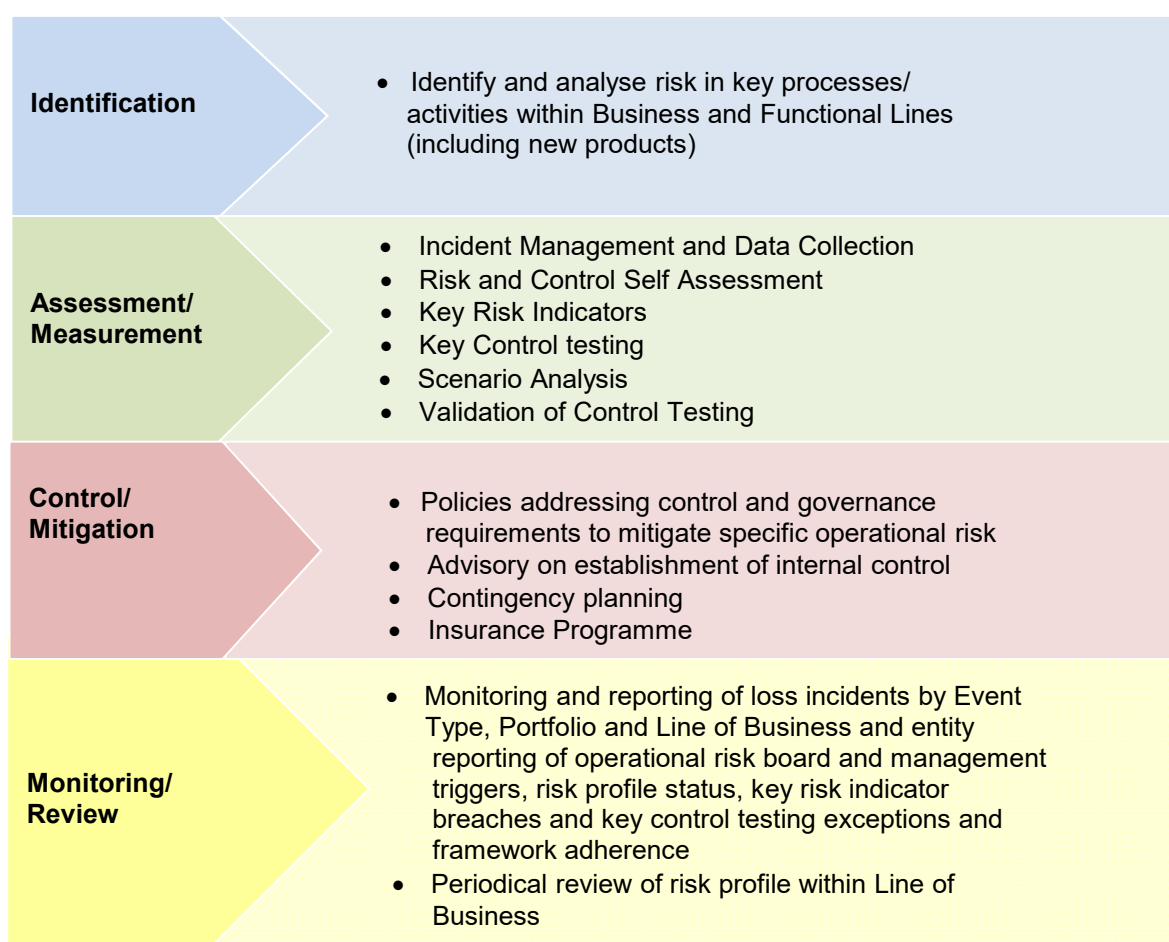 Identification
• Identify and analyse risk in key processes/
activities within Business and Functional Lines
(including new products)
Assessment/
Measurement
• Incident Management and Data Collection
• Risk and Control Self Assessment
• Key Risk Indicators
• Key Control testing
• Scenario Analysis
• Validation of Control Testing
Control/
Mitigation
• Policies addressing control and governance
requirements to mitigate specific operational risk
• Advisory on establishment of internal control
• Contingency planning
• Insurance Programme
Monitoring/
Review
• Monitoring and reporting of loss incidents by Event
Type, Portfolio and Line of Business and entity
reporting of operational risk board and management
triggers, risk profile status, key risk indicator
breaches and key control testing exceptions and
framework adherence
• Periodical review of risk profile within Line of
Business